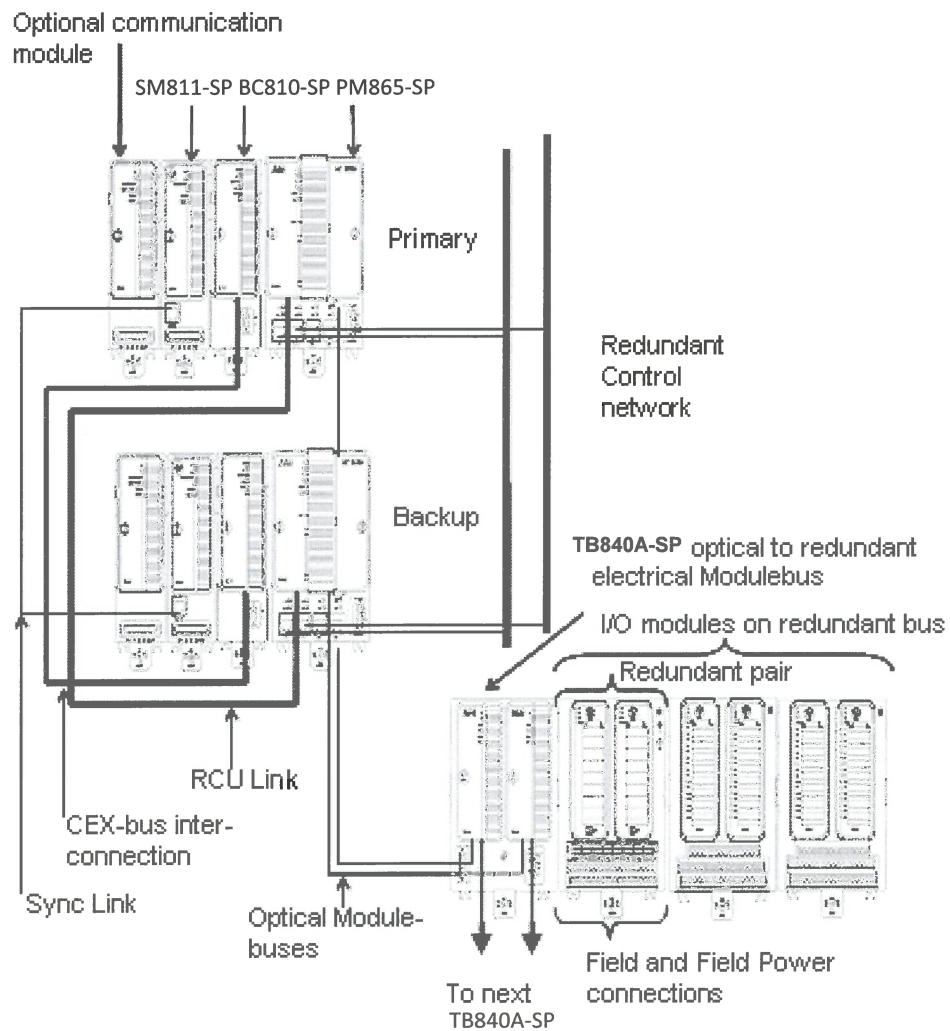 Optional communication
module
SM811-SP BC810-SP PM865-SP
Primary
Redundant
Control
network
Backup
TB840A-SP optical to redundant
electrical Modulebus
I/O modules on redundant bus
Redundant pair
RCU Link
CEX-bus inter-
connection
Sync Link
Optical Module-
buses
Field and Field Power
connections
To next
TB840A-SP